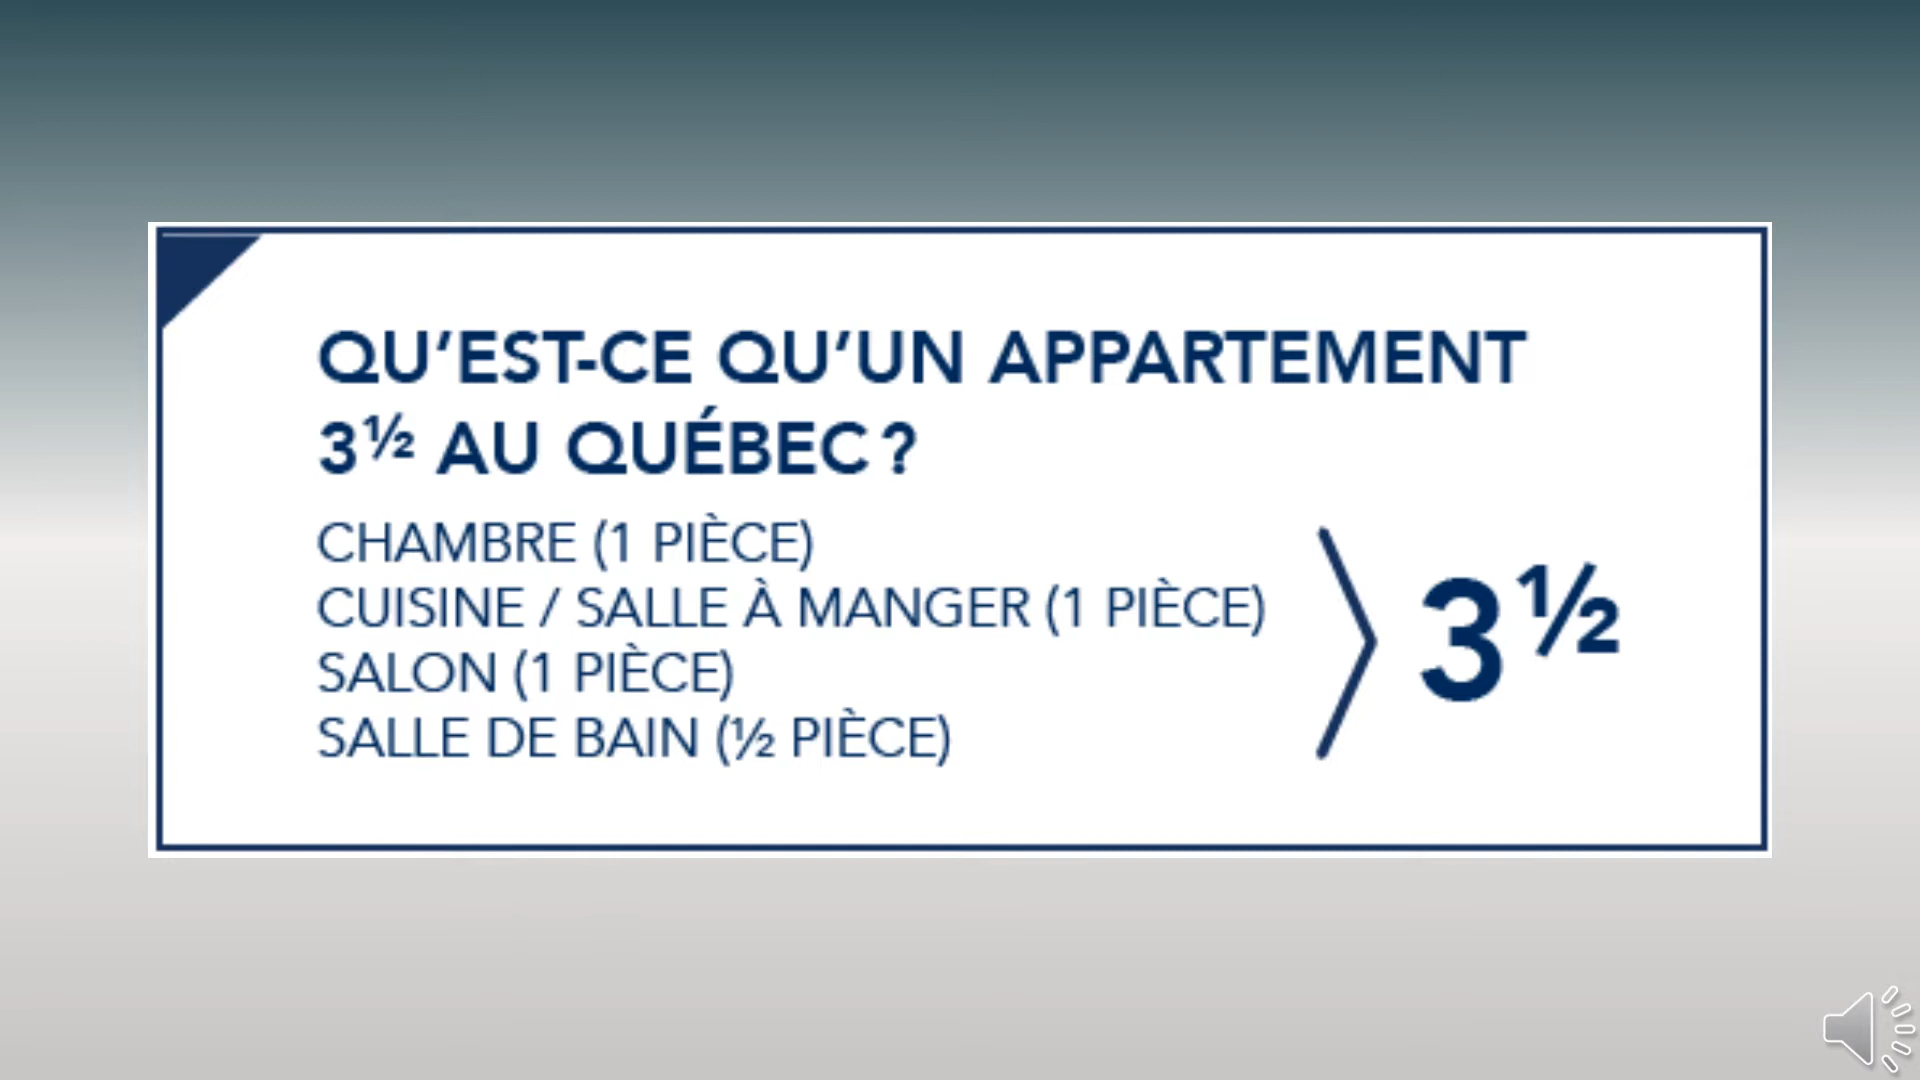 QU'EST-CE QU'UN APPARTEMENT
3½ AU QUÉBEC ?
CHAMBRE (1 PIÈCE)
CUISINE / SALLE À MANGER (1 PIÈCE)
SALON (1 PIÈCE)
SALLE DE BAIN (½ PIÈCE)
3½